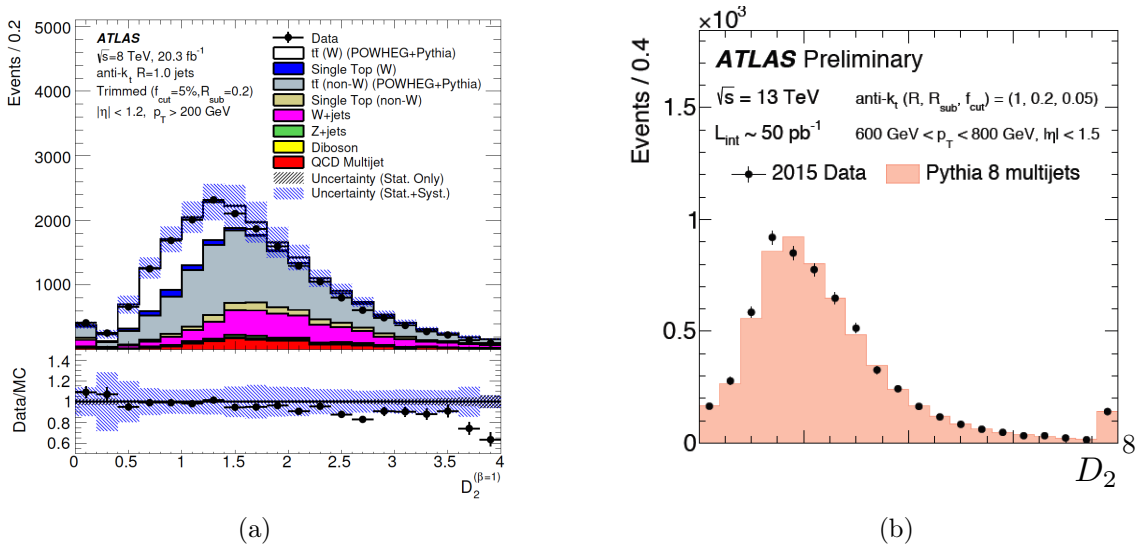 Events / 0.2
5000
4000
3000
2000
1000
ATLAS
√s=8 TeV, 20.3 fb⁻¹
anti-kₜ R=1.0 jets
Trimmed (f_cut=5%,R_sub=0.2)
|η| < 1.2, p_T > 200 GeV
Data
tt̄ (W) (POWHEG+Pythia)
Single Top (W)
tt̄ (non-W) (POWHEG+Pythia)
Single Top (non-W)
W+jets
Z+jets
Diboson
QCD Multijet
Uncertainty (Stat. Only)
Uncertainty (Stat.+Syst.)
Data/MC
1.4
1.2
1
0.8
0.6
0 0.5 1 1.5 2 2.5 3 3.5 4
D₂^(β=1)
(a)
×10³
Events / 0.4
1.5
1
0.5
0
ATLAS Preliminary
√s = 13 TeV
L_int ~ 50 pb⁻¹
anti-kₜ (R, R_sub, f_cut) = (1, 0.2, 0.05)
600 GeV < p_T < 800 GeV, |η| < 1.5
2015 Data
Pythia 8 multijets
8
D₂
(b)